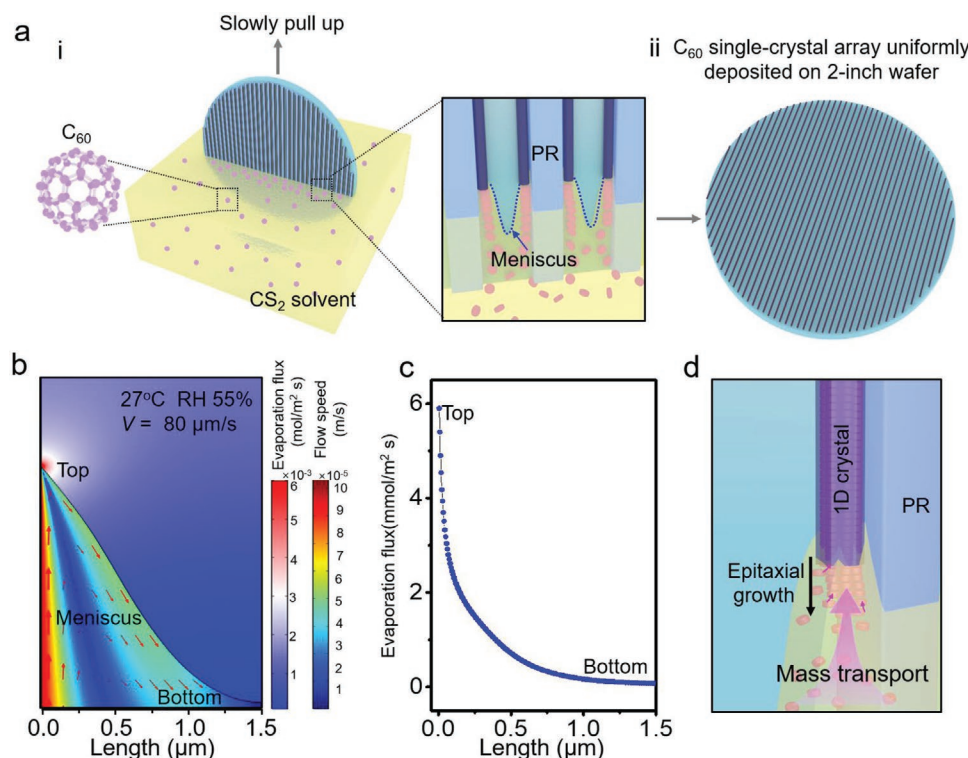 a
i
Slowly pull up
C₆₀
CS₂ solvent
PR
Meniscus
ii
C₆₀ single-crystal array uniformly
deposited on 2-inch wafer
b
27°C RH 55%
V = 80 μm/s
Top
Meniscus
Bottom
0.0 0.5 1.0 1.5
Length (μm)
Evaporation flux
(mol/m² s)
×10⁻³
6
5
4
3
2
1
0
Flow speed
(m/s)
×10⁻⁵
10
9
8
7
6
5
4
3
2
1
c
Evaporation flux(mmol/m² s)
6
4
2
0
Top
Bottom
0.0 0.5 1.0 1.5
Length (μm)
d
1D crystal
PR
Epitaxial
growth
Mass transport